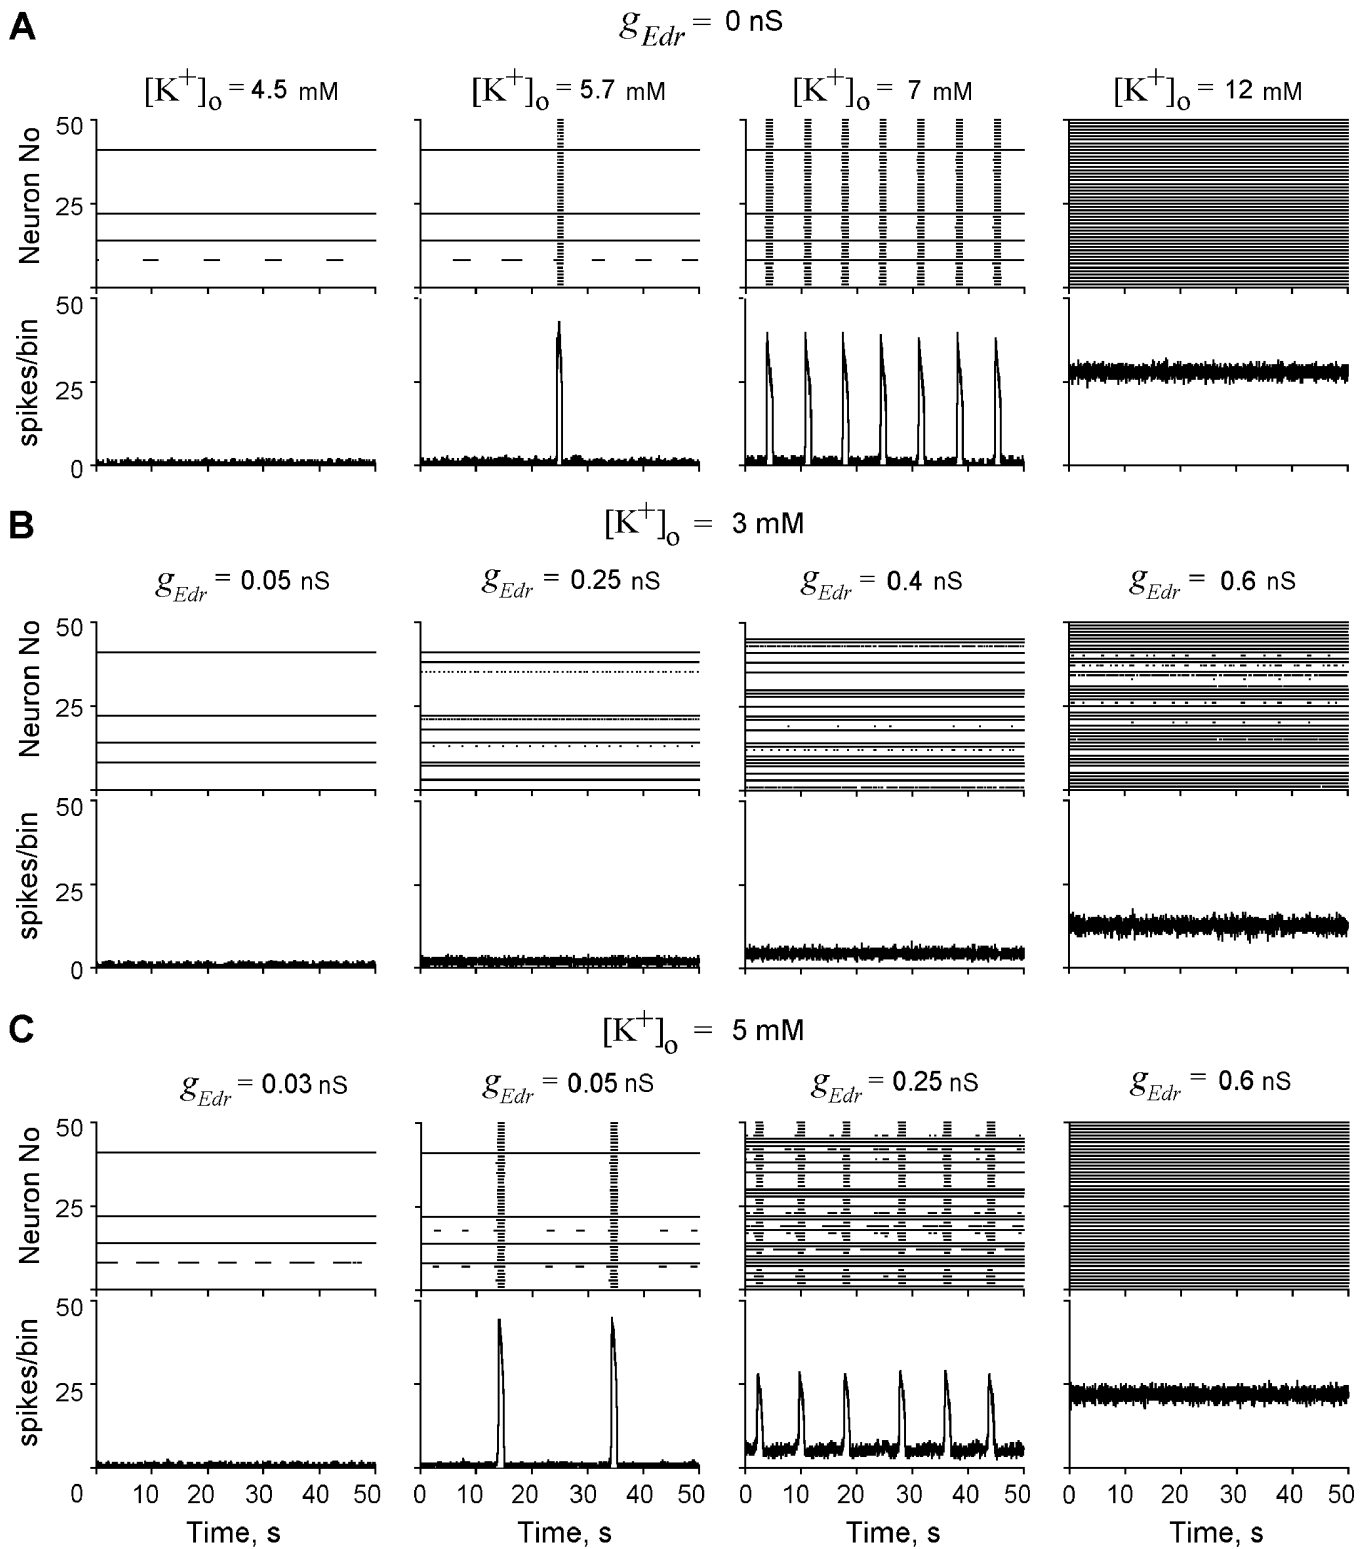 A
g_Edr = 0 nS
[K+]o = 4.5 mM
[K+]o = 5.7 mM
[K+]o = 7 mM
[K+]o = 12 mM
Neuron No
50
25
spikes/bin
50
25
0
B
[K+]o = 3 mM
g_Edr = 0.05 nS
g_Edr = 0.25 nS
g_Edr = 0.4 nS
g_Edr = 0.6 nS
Neuron No
50
25
spikes/bin
50
25
0
C
[K+]o = 5 mM
g_Edr = 0.03 nS
g_Edr = 0.05 nS
g_Edr = 0.25 nS
g_Edr = 0.6 nS
Neuron No
50
25
spikes/bin
50
25
0 10 20 30 40 50
0 10 20 30 40 50
0 10 20 30 40 50
0 10 20 30 40 50
Time, s
Time, s
Time, s
Time, s